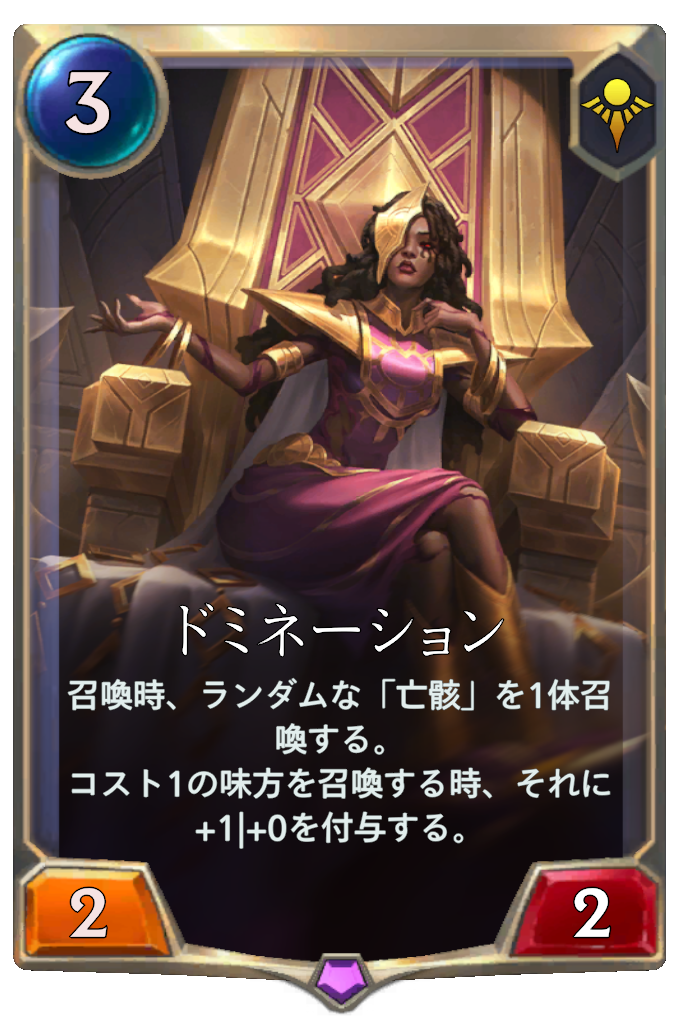 3
ドミネーション
召喚時、ランダムな「亡骸」を1体召
喚する。
コスト1の味方を召喚する時、それに
+1|+0を付与する。
2
2